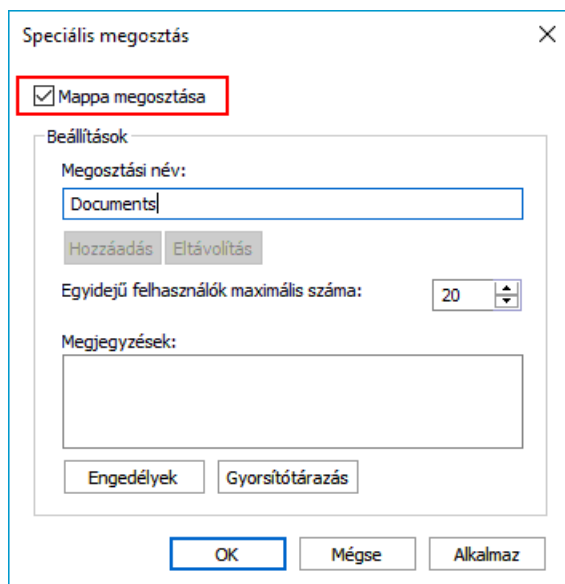 Speciális megosztás
Mappa megosztása
Beállítások
Megosztási név:
Documents
Hozzáadás Eltávolítás
Egyidejű felhasználók maximális száma: 20
Megjegyzések:
Engedélyek Gyorsítótárazás
OK Mégse Alkalmaz